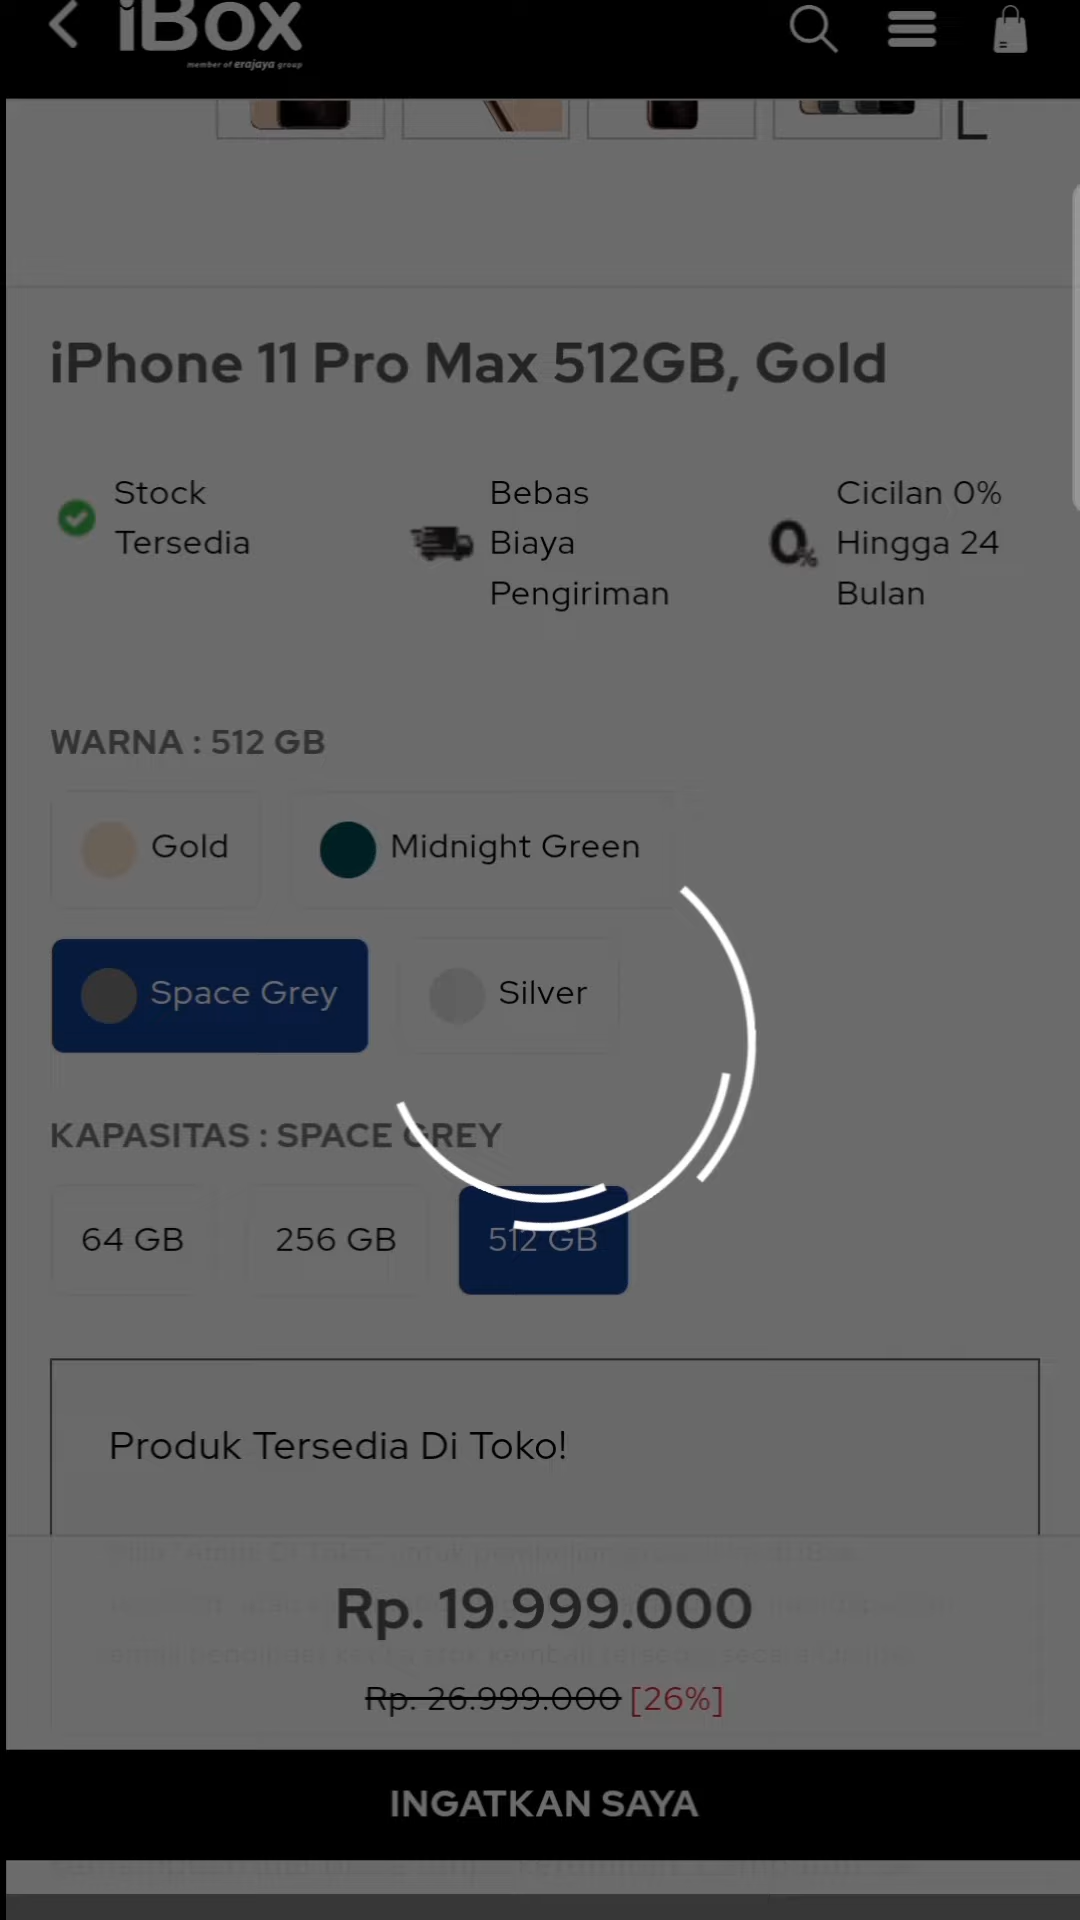 iBox
member of erajaya group
iPhone 11 Pro Max 512GB, Gold
Stock
Tersedia
Bebas
Biaya
Pengiriman
0%
Cicilan 0%
Hingga 24
Bulan
WARNA : 512 GB
Gold
Midnight Green
Space Grey
Silver
KAPASITAS : SPACE GREY
64 GB
256 GB
512 GB
Produk Tersedia Di Toko!
Rp. 19.999.000
Rp. 26.999.000 [26%]
INGATKAN SAYA